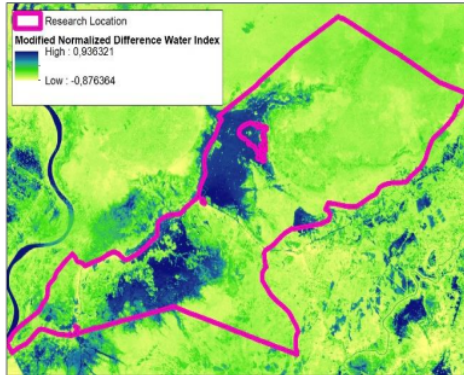 Research Location
Modified Normalized Difference Water Index
High : 0,936321
Low : -0,876364